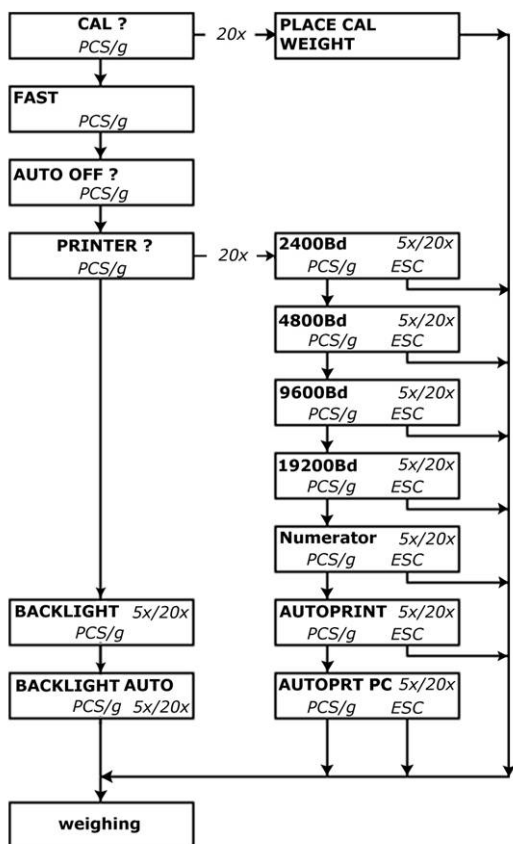 CAL ?
PCS/g
20x
PLACE CAL
WEIGHT
FAST
PCS/g
AUTO OFF ?
PCS/g
PRINTER ?
PCS/g
20x
2400Bd 5x/20x
PCS/g ESC
4800Bd 5x/20x
PCS/g ESC
9600Bd 5x/20x
PCS/g ESC
19200Bd 5x/20x
PCS/g ESC
Numerator 5x/20x
PCS/g ESC
BACKLIGHT 5x/20x
PCS/g
AUTOPRINT 5x/20x
PCS/g ESC
BACKLIGHT AUTO
PCS/g 5x/20x
AUTOPRT PC 5x/20x
PCS/g ESC
weighing